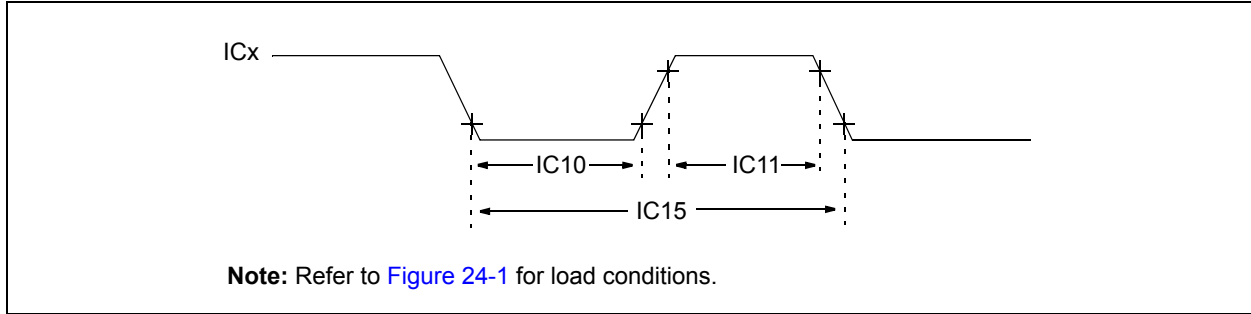 ICx
IC10
IC11
IC15
Note: Refer to Figure 24-1 for load conditions.